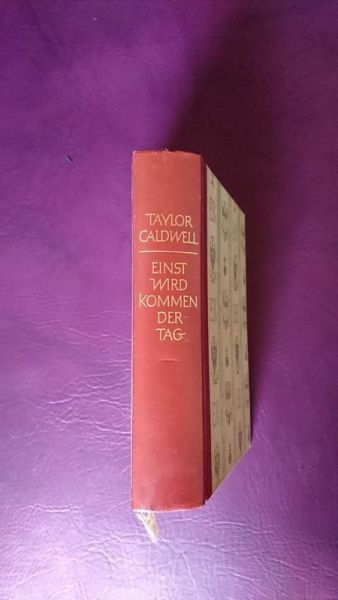 TAYLOR
CALDWELL
EINST
WIRD
KOMMEN
DER
TAG